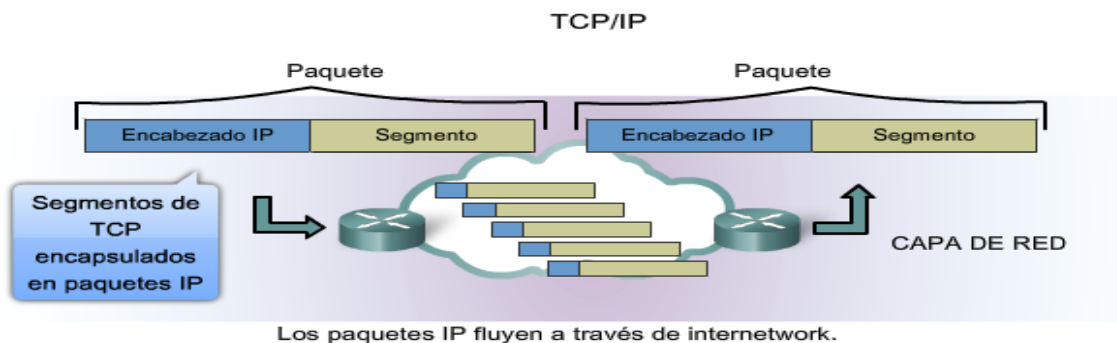 TCP/IP
Paquete
Paquete
Encabezado IP
Segmento
Encabezado IP
Segmento
Segmentos de
TCP
encapsulados
en paquetes IP
CAPA DE RED
Los paquetes IP fluyen a través de internetwork.